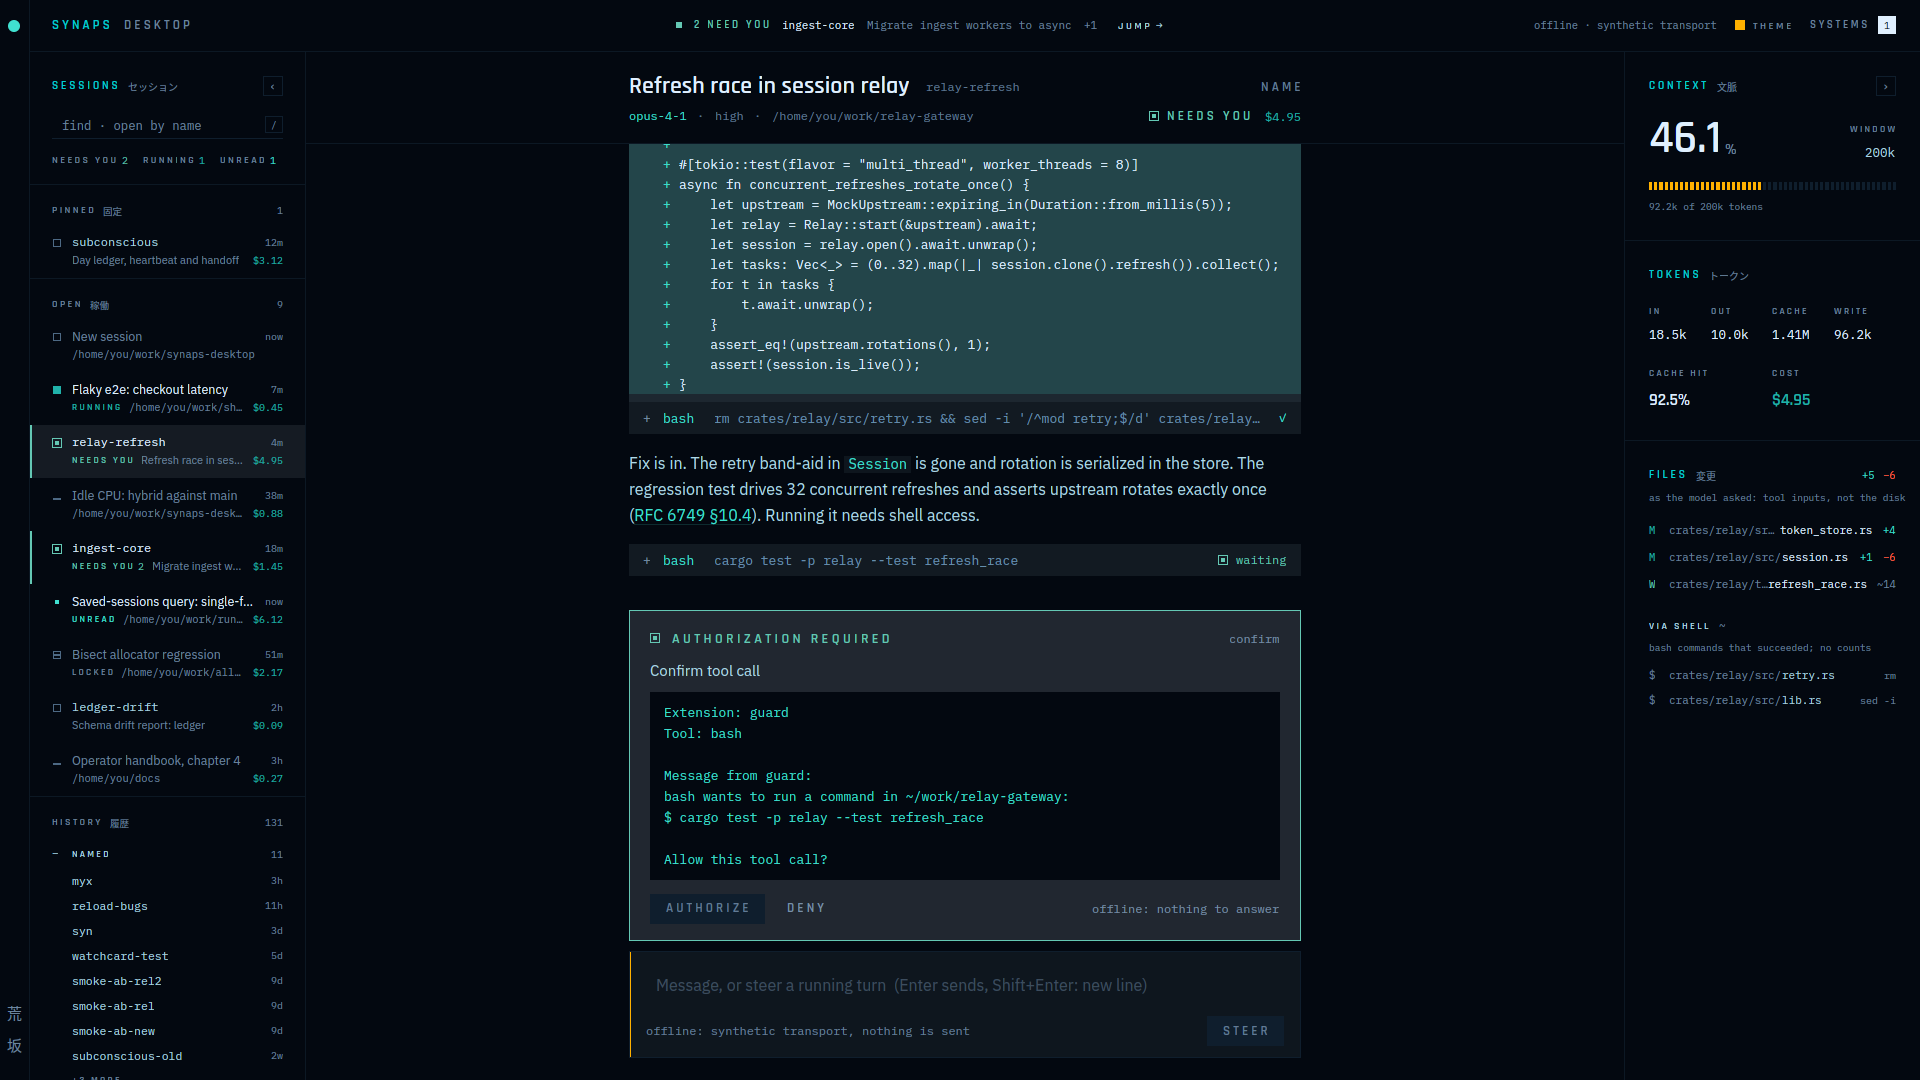 SYNAPS DESKTOP
2 NEED YOU ingest-core Migrate ingest workers to async +1 JUMP →
offline · synthetic transport THEME SYSTEMS 1
SESSIONS セッション ‹
find · open by name /
NEEDS YOU 2 RUNNING 1 UNREAD 1
PINNED 固定 1
subconscious 12m
Day ledger, heartbeat and handoff $3.12
OPEN 稼働 9
New session now
/home/you/work/synaps-desktop
Flaky e2e: checkout latency 7m
RUNNING /home/you/work/sh… $0.45
relay-refresh 4m
NEEDS YOU Refresh race in ses… $4.95
Idle CPU: hybrid against main 38m
/home/you/work/synaps-desk… $0.88
ingest-core 18m
NEEDS YOU 2 Migrate ingest w… $1.45
Saved-sessions query: single-f… now
UNREAD /home/you/work/run… $6.12
Bisect allocator regression 51m
LOCKED /home/you/work/all… $2.17
ledger-drift 2h
Schema drift report: ledger $0.09
Operator handbook, chapter 4 3h
/home/you/docs $0.27
HISTORY 履歴 131
– NAMED 11
myx 3h
reload-bugs 11h
syn 3d
watchcard-test 5d
smoke-ab-rel2 9d
smoke-ab-rel 9d
smoke-ab-new 9d
subconscious-old 2w
荒
坂
Refresh race in session relay relay-refresh NAME
opus-4-1 · high · /home/you/work/relay-gateway NEEDS YOU $4.95
+
+ #[tokio::test(flavor = "multi_thread", worker_threads = 8)]
+ async fn concurrent_refreshes_rotate_once() {
+ let upstream = MockUpstream::expiring_in(Duration::from_millis(5));
+ let relay = Relay::start(&upstream).await;
+ let session = relay.open().await.unwrap();
+ let tasks: Vec<_> = (0..32).map(|_| session.clone().refresh()).collect();
+ for t in tasks {
+ t.await.unwrap();
+ }
+ assert_eq!(upstream.rotations(), 1);
+ assert!(session.is_live());
+ }
+ bash rm crates/relay/src/retry.rs && sed -i '/^mod retry;$/d' crates/relay… √
Fix is in. The retry band-aid in Session is gone and rotation is serialized in the store. The
regression test drives 32 concurrent refreshes and asserts upstream rotates exactly once
(RFC 6749 §10.4). Running it needs shell access.
+ bash cargo test -p relay --test refresh_race waiting
AUTHORIZATION REQUIRED confirm
Confirm tool call
Extension: guard
Tool: bash
Message from guard:
bash wants to run a command in ~/work/relay-gateway:
$ cargo test -p relay --test refresh_race
Allow this tool call?
AUTHORIZE DENY offline: nothing to answer
Message, or steer a running turn (Enter sends, Shift+Enter: new line)
offline: synthetic transport, nothing is sent STEER
CONTEXT 文脈 ›
46.1% WINDOW
200k
92.2k of 200k tokens
TOKENS トークン
IN OUT CACHE WRITE
18.5k 10.0k 1.41M 96.2k
CACHE HIT COST
92.5% $4.95
FILES 変更 +5 −6
as the model asked: tool inputs, not the disk
M crates/relay/sr… token_store.rs +4
M crates/relay/src/session.rs +1 −6
W crates/relay/t…refresh_race.rs ~14
VIA SHELL ~
bash commands that succeeded; no counts
$ crates/relay/src/retry.rs rm
$ crates/relay/src/lib.rs sed -i